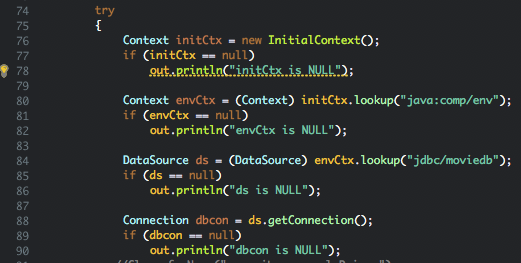 74 try
75 {
76 Context initCtx = new InitialContext();
77 if (initCtx == null)
78 out.println("initCtx is NULL");
79
80 Context envCtx = (Context) initCtx.lookup("java:comp/env");
81 if (envCtx == null)
82 out.println("envCtx is NULL");
83
84 DataSource ds = (DataSource) envCtx.lookup("jdbc/moviedb");
85 if (ds == null)
86 out.println("ds is NULL");
87
88 Connection dbcon = ds.getConnection();
89 if (dbcon == null)
90 out.println("dbcon is NULL");